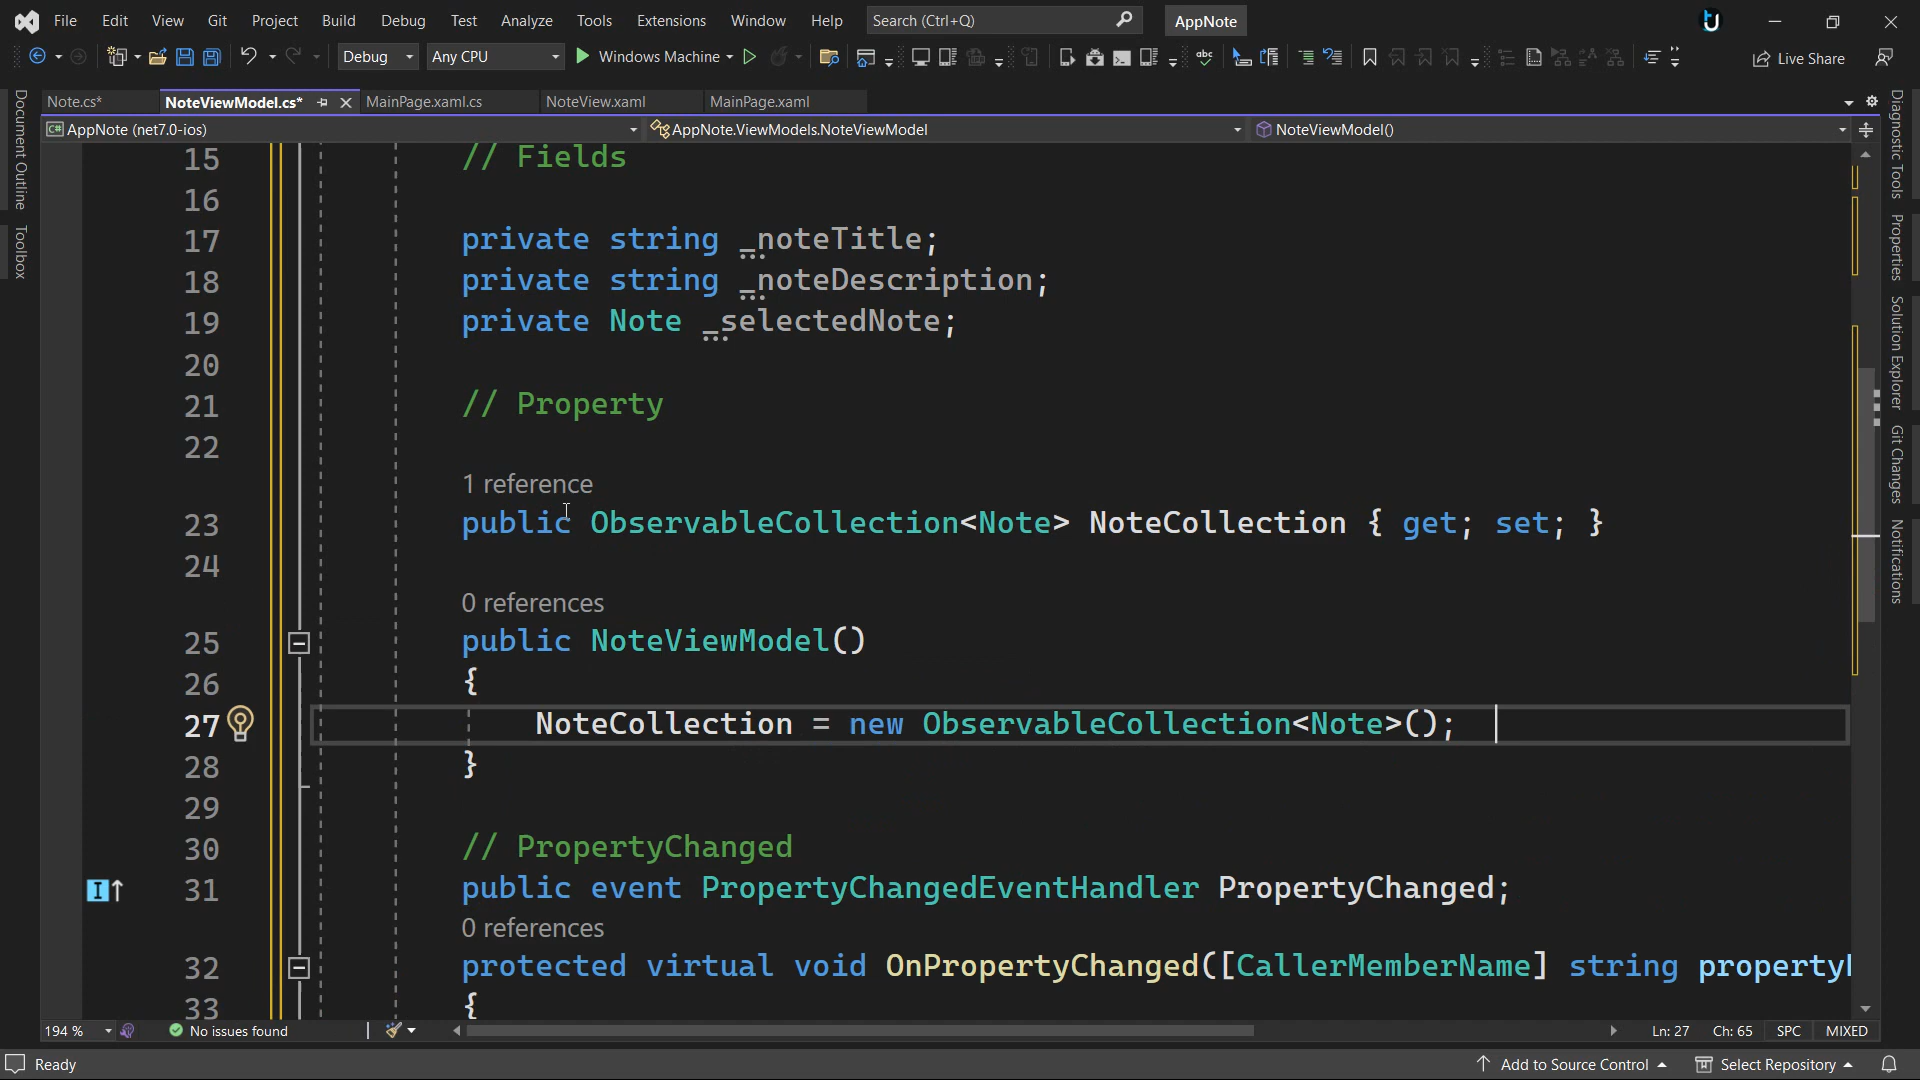 File Edit View Git Project Build Debug Test Analyze Tools Extensions Window Help Search (Ctrl+Q) AppNote
Debug Any CPU Windows Machine Live Share
Note.cs* NoteViewModel.cs* MainPage.xaml.cs NoteView.xaml MainPage.xaml
AppNote (net7.0-ios) AppNote.ViewModels.NoteViewModel NoteViewModel()
Document Outline
Toolbox
15 // Fields
16
17 private string _noteTitle;
18 private string _noteDescription;
19 private Note _selectedNote;
20
21 // Property
22
1 reference
23 public ObservableCollection<Note> NoteCollection { get; set; }
24
0 references
25 public NoteViewModel()
26 {
27 NoteCollection = new ObservableCollection<Note>();
28 }
29
30 // PropertyChanged
31 public event PropertyChangedEventHandler PropertyChanged;
0 references
32 protected virtual void OnPropertyChanged([CallerMemberName] string property
33 {
Diagnostic Tools
Properties
Solution Explorer
Git Changes
Notifications
194 % No issues found Ln: 27 Ch: 65 SPC MIXED
Ready Add to Source Control Select Repository